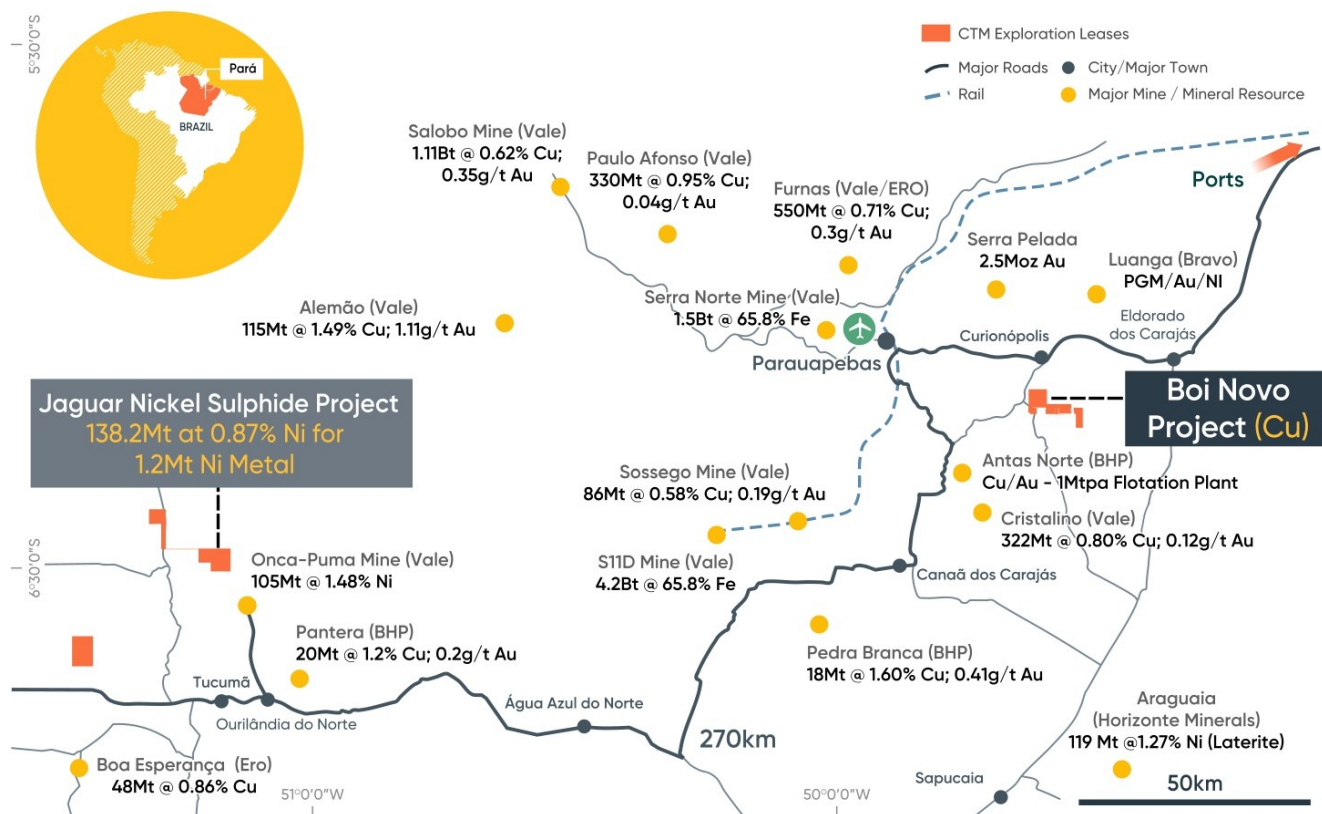 5°30'0"S
Pará
BRAZIL
CTM Exploration Leases
Major Roads
City/Major Town
Rail
Major Mine / Mineral Resource
Salobo Mine (Vale)
1.11Bt @ 0.62% Cu;
0.35g/t Au
Paulo Afonso (Vale)
330Mt @ 0.95% Cu;
0.04g/t Au
Furnas (Vale/ERO)
550Mt @ 0.71% Cu;
0.3g/t Au
Ports
Serra Pelada
2.5Moz Au
Luanga (Bravo)
PGM/Au/NI
Alemão (Vale)
115Mt @ 1.49% Cu; 1.11g/t Au
Serra Norte Mine (Vale)
1.5Bt @ 65.8% Fe
Parauapebas
Curionópolis
Eldorado
dos Carajás
Jaguar Nickel Sulphide Project
138.2Mt at 0.87% Ni for
1.2Mt Ni Metal
Boi Novo
Project (Cu)
Sossego Mine (Vale)
86Mt @ 0.58% Cu; 0.19g/t Au
Antas Norte (BHP)
Cu/Au - 1Mtpa Flotation Plant
Cristalino (Vale)
322Mt @ 0.80% Cu; 0.12g/t Au
6°30'0"S
Onca-Puma Mine (Vale)
105Mt @ 1.48% Ni
S11D Mine (Vale)
4.2Bt @ 65.8% Fe
Canaã dos Carajás
Pantera (BHP)
20Mt @ 1.2% Cu; 0.2g/t Au
Pedra Branca (BHP)
18Mt @ 1.60% Cu; 0.41g/t Au
Tucumã
Ourilândia do Norte
Água Azul do Norte
270km
Araguaia
(Horizonte Minerals)
119 Mt @1.27% Ni (Laterite)
Boa Esperança (Ero)
48Mt @ 0.86% Cu
Sapucaia
50km
51°0'0"W
50°0'0"W